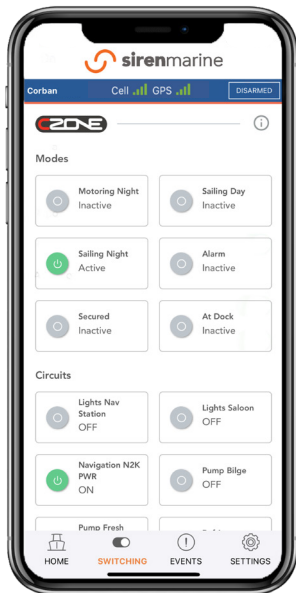 sirenmarine
Corban Cell GPS DISARMED
CZONE
Modes
Motoring Night
Inactive
Sailing Day
Inactive
Sailing Night
Active
Alarm
Inactive
Secured
Inactive
At Dock
Inactive
Circuits
Lights Nav
Station
OFF
Lights Saloon
OFF
Navigation N2K
PWR
ON
Pump Bilge
OFF
Pump Fresh
HOME SWITCHING EVENTS SETTINGS